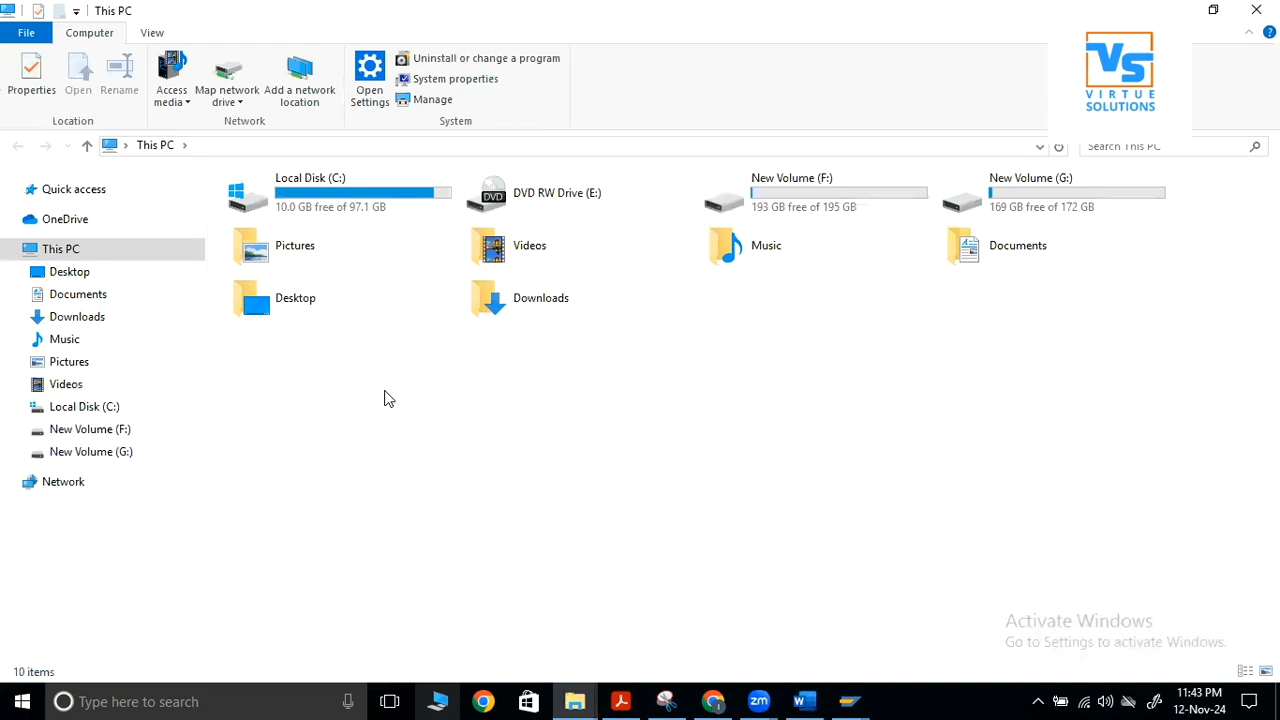 This PC
File
Computer
View
Properties
Open
Rename
Location
Access media
Map network drive
Add a network location
Network
Open Settings
Uninstall or change a program
System properties
Manage
System
VS
VIRTUE
SOLUTIONS
This PC
Search This PC
Quick access
OneDrive
This PC
Desktop
Documents
Downloads
Music
Pictures
Videos
Local Disk (C:)
New Volume (F:)
New Volume (G:)
Network
Local Disk (C:)
10.0 GB free of 97.1 GB
DVD
DVD RW Drive (E:)
New Volume (F:)
193 GB free of 195 GB
New Volume (G:)
169 GB free of 172 GB
Pictures
Videos
Music
Documents
Desktop
Downloads
Activate Windows
Go to Settings to activate Windows.
10 items
Type here to search
zm
11:43 PM
12-Nov-24